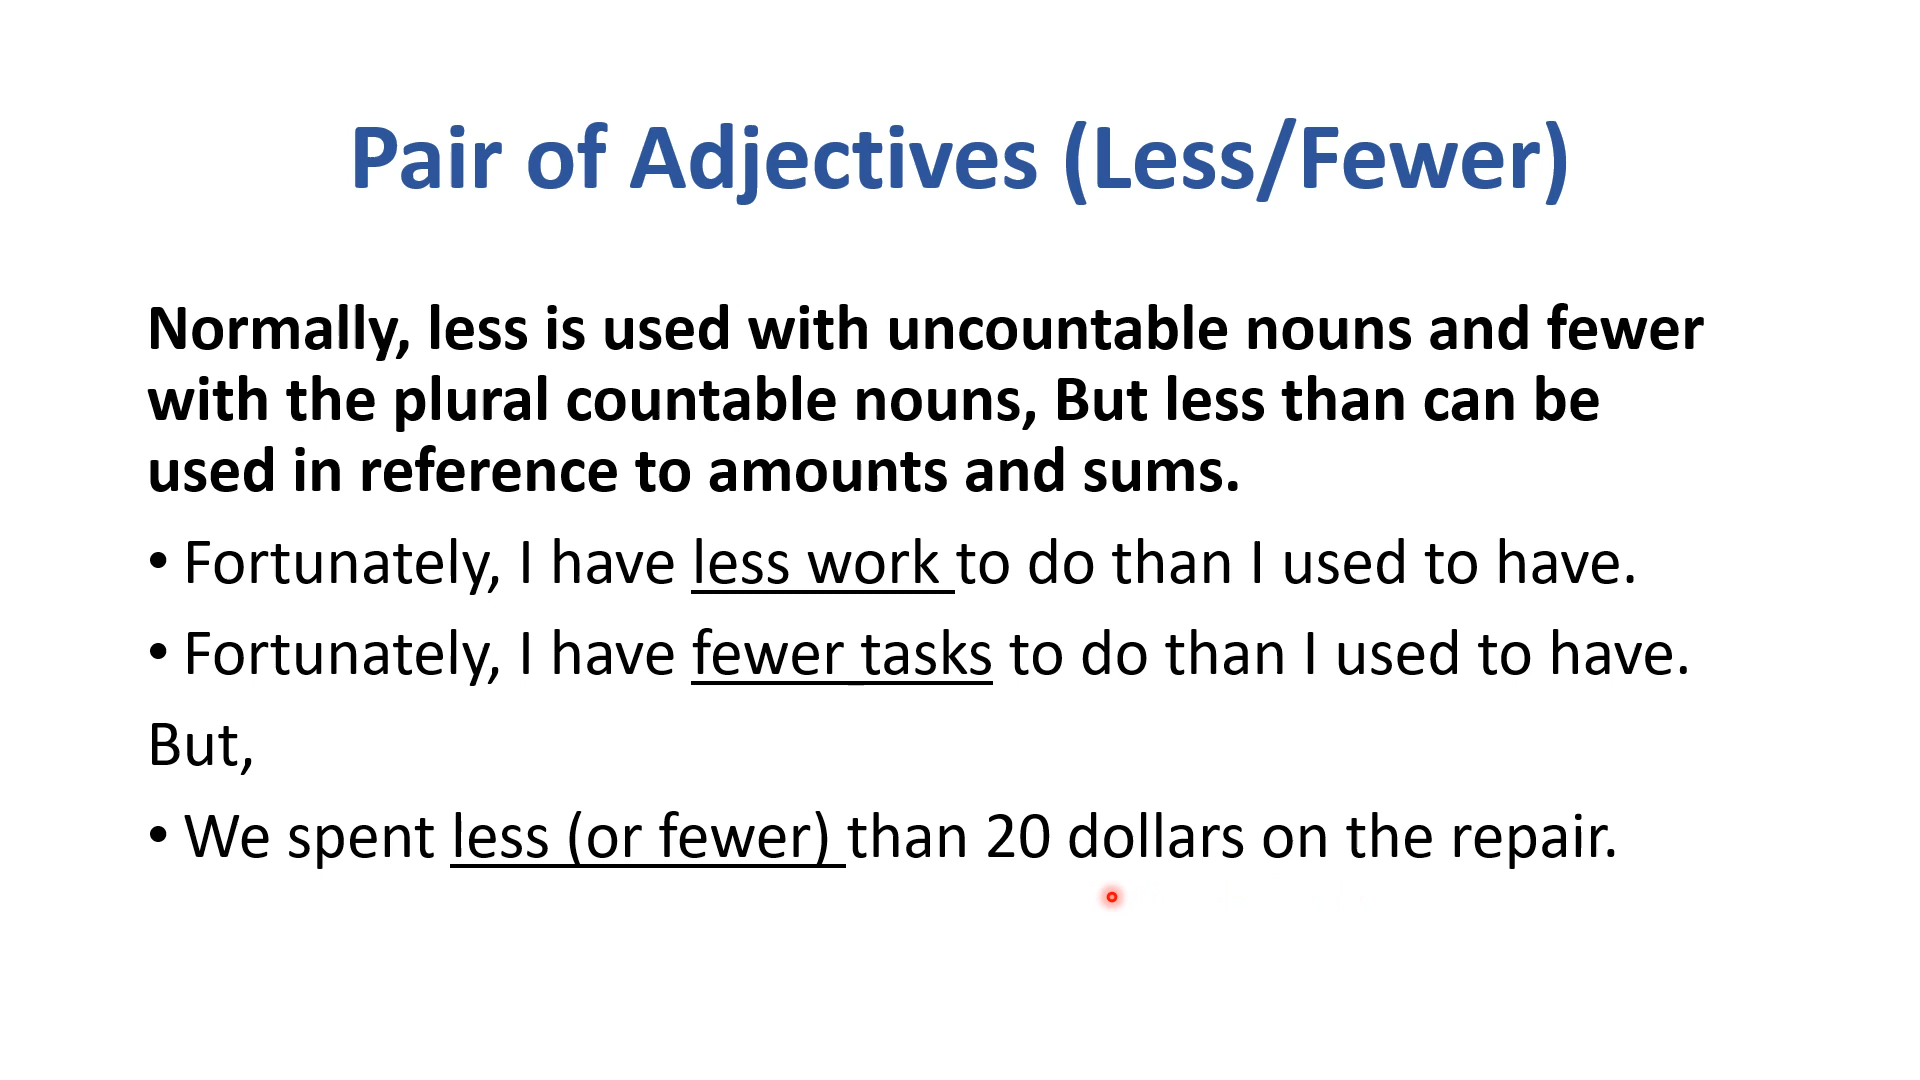 Pair of Adjectives (Less/Fewer)
Normally, less is used with uncountable nouns and fewer
with the plural countable nouns, But less than can be
used in reference to amounts and sums.
• Fortunately, I have less work to do than I used to have.
• Fortunately, I have fewer tasks to do than I used to have.
But,
• We spent less (or fewer) than 20 dollars on the repair.